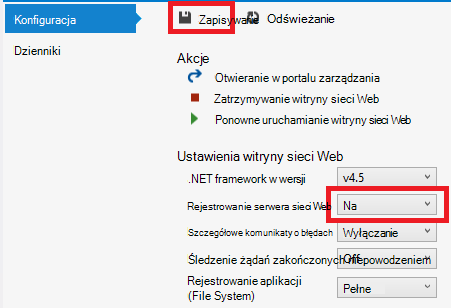 Konfiguracja
Dzienniki
Zapisywanie Odświeżanie
Akcje
Otwieranie w portalu zarządzania
Zatrzymywanie witryny sieci Web
Ponowne uruchamianie witryny sieci Web
Ustawienia witryny sieci Web
.NET framework w wersji v4.5
Rejestrowanie serwera sieci Web Na
Szczegółowe komunikaty o błędach Wyłączanie
Śledzenie żądań zakończonych niepowodzeniem Off
Rejestrowanie aplikacji
(File System) Pełne